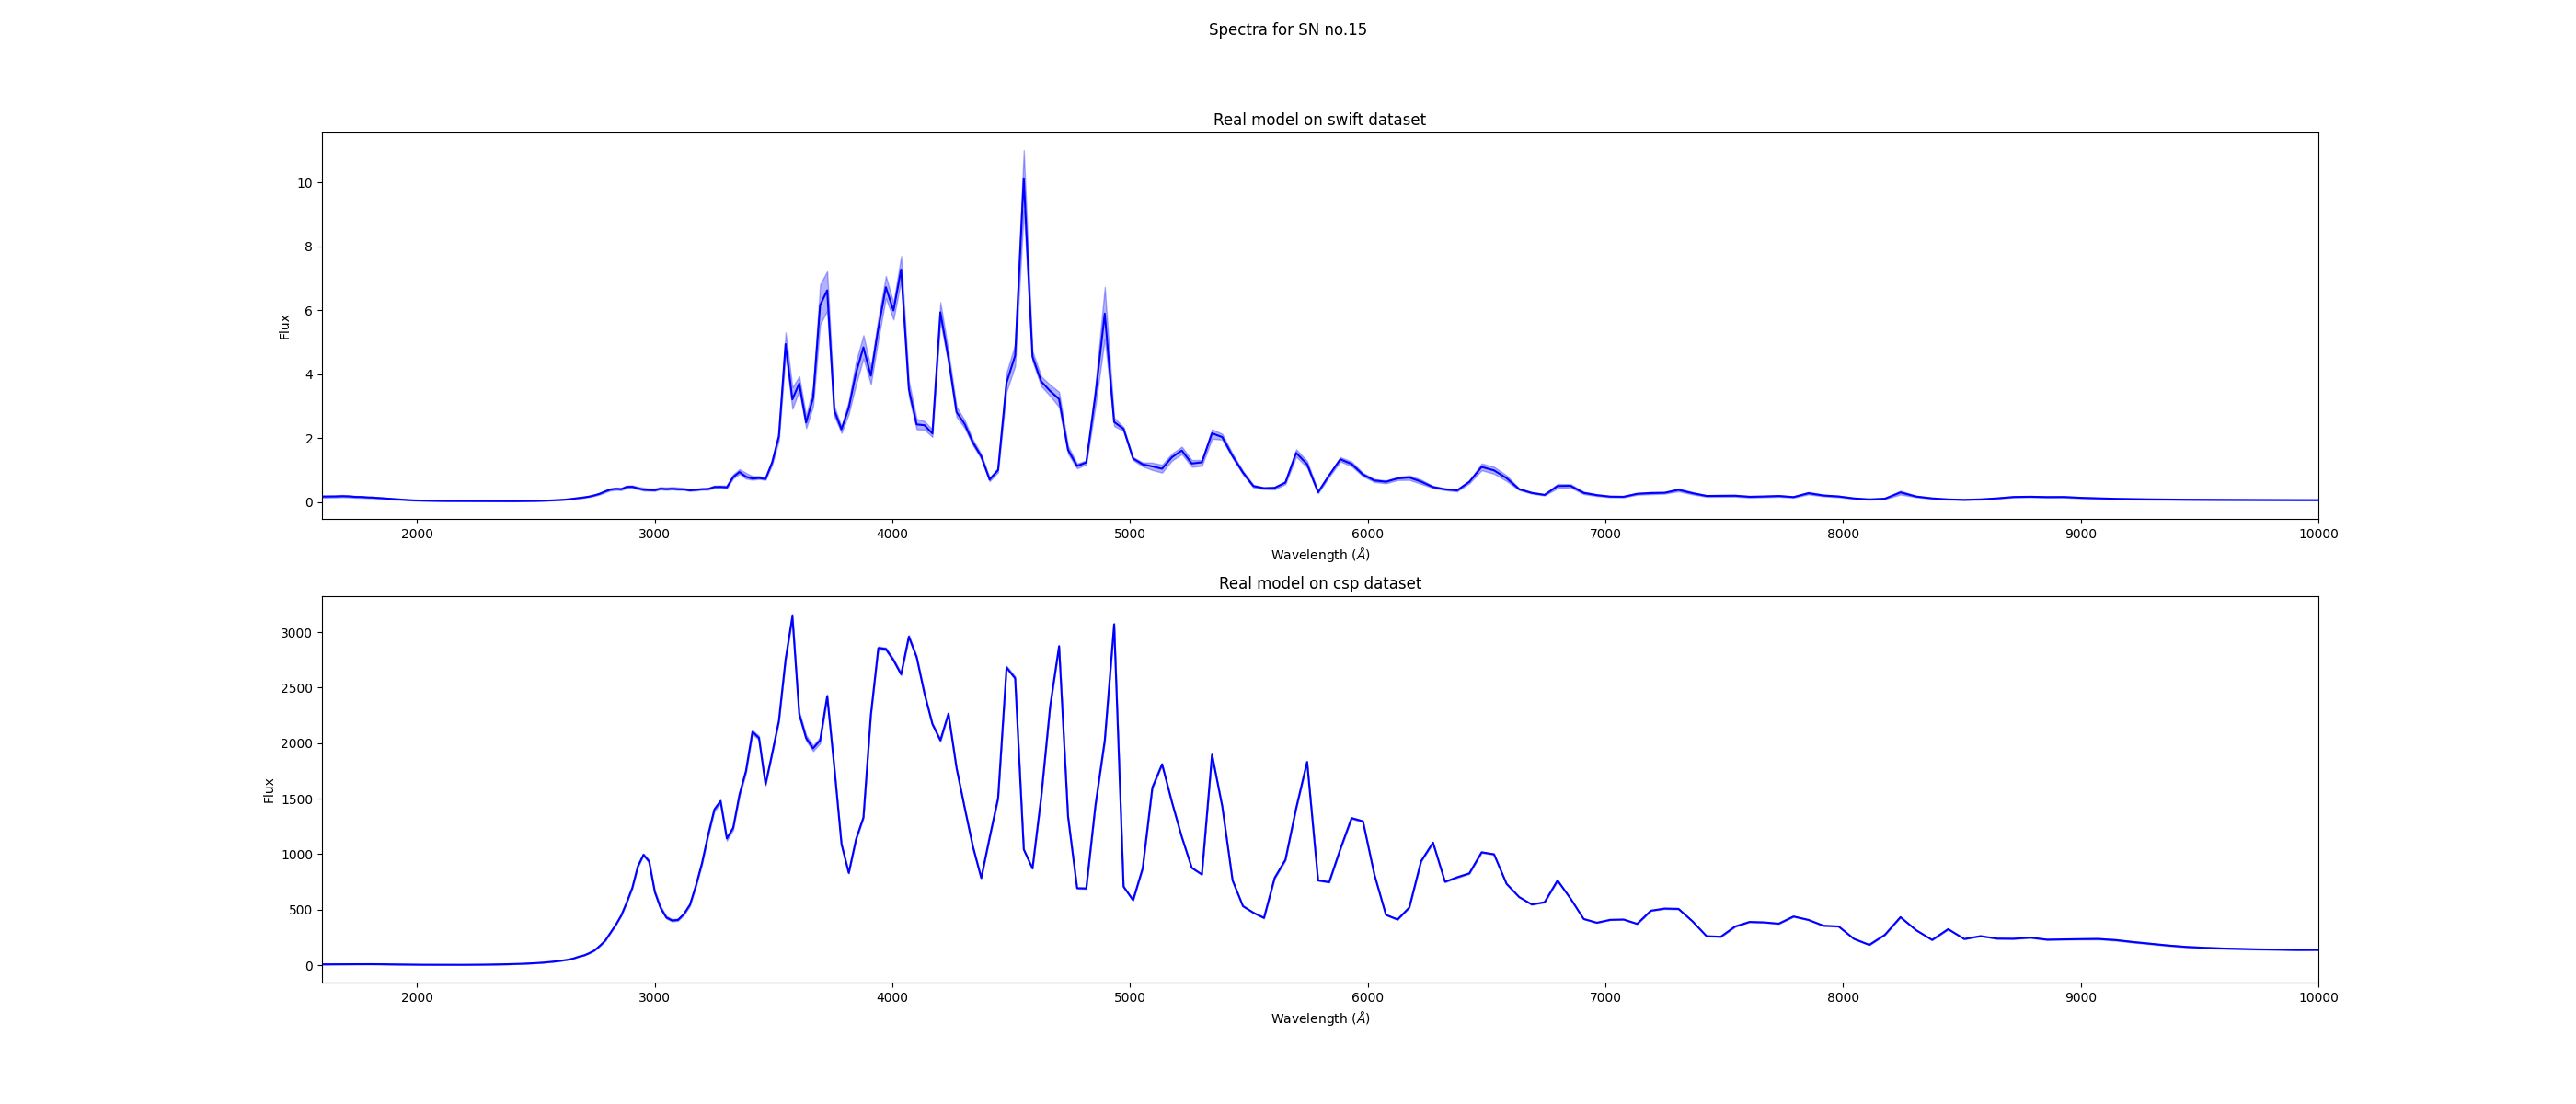 Spectra for SN no.15
Real model on swift dataset
10
8
6
4
2
0
Flux
2000 3000 4000 5000 6000 7000 8000 9000 10000
Wavelength (Å)
Real model on csp dataset
3000
2500
2000
1500
1000
500
0
Flux
2000 3000 4000 5000 6000 7000 8000 9000 10000
Wavelength (Å)